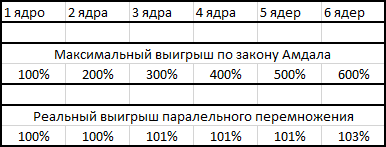 1 ядро 2 ядра 3 ядра 4 ядра 5 ядер 6 ядер
Максимальный выигрыш по закону Амдала
100% 200% 300% 400% 500% 600%
Реальный выигрыш паралельного перемножения
100% 100% 101% 101% 101% 103%